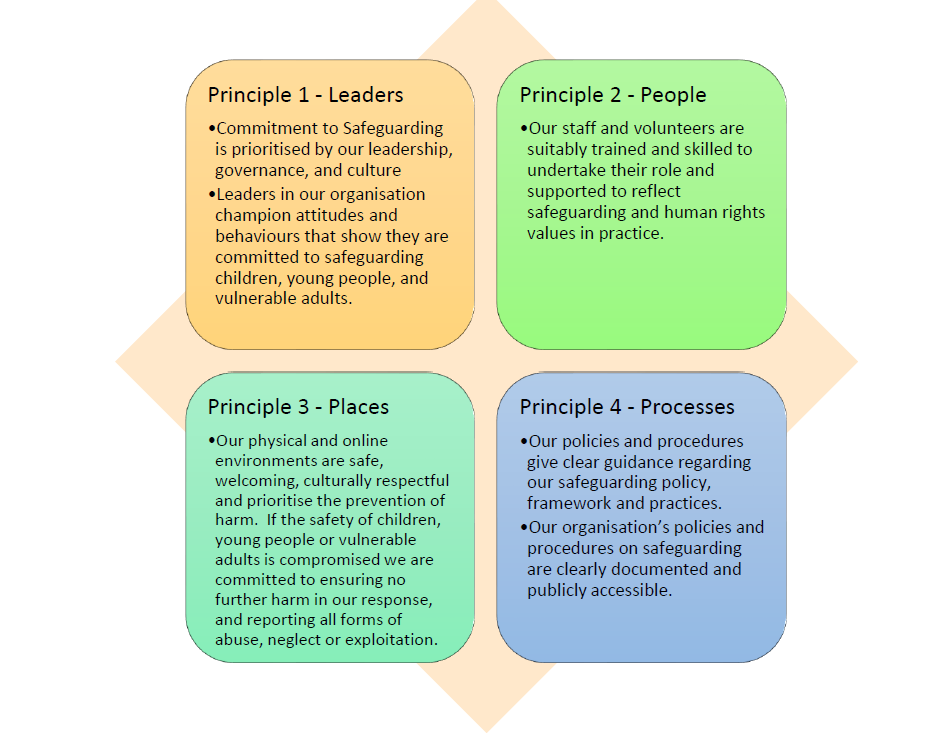 Principle 1 - Leaders
•Commitment to Safeguarding
is prioritised by our leadership,
governance, and culture
•Leaders in our organisation
champion attitudes and
behaviours that show they are
committed to safeguarding
children, young people, and
vulnerable adults.
Principle 2 - People
•Our staff and volunteers are
suitably trained and skilled to
undertake their role and
supported to reflect
safeguarding and human rights
values in practice.
Principle 3 - Places
•Our physical and online
environments are safe,
welcoming, culturally respectful
and prioritise the prevention of
harm.  If the safety of children,
young people or vulnerable
adults is compromised we are
committed to ensuring no
further harm in our response,
and reporting all forms of
abuse, neglect or exploitation.
Principle 4 - Processes
•Our policies and procedures
give clear guidance regarding
our safeguarding policy,
framework and practices.
•Our organisation’s policies and
procedures on safeguarding
are clearly documented and
publicly accessible.